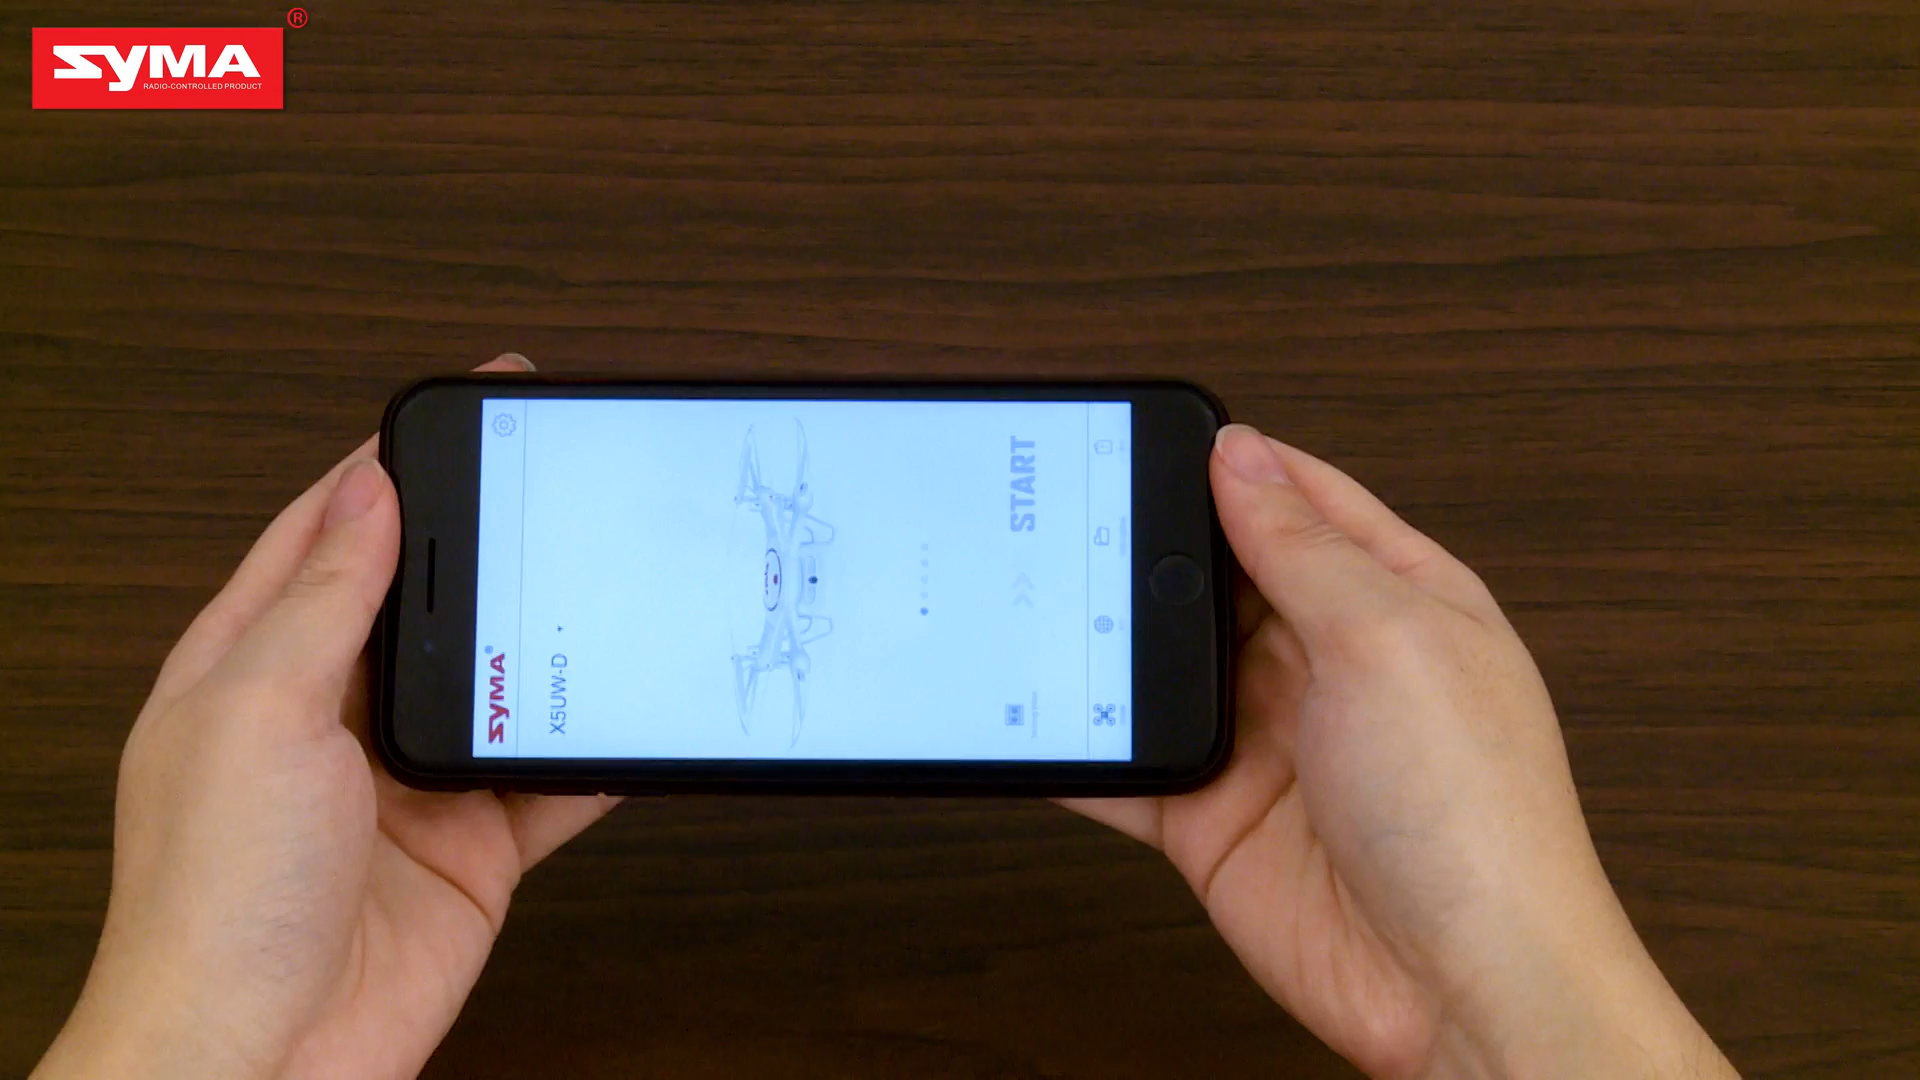 SYMA®
RADIO-CONTROLLED PRODUCT
SYMA®
X5UW-D
START